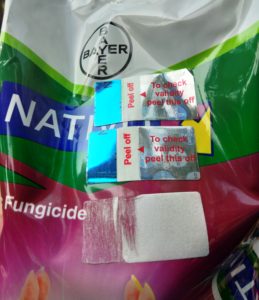 BAYER
BAYER
Peel off
To check
validity
peel this off
NATI
Peel off
To check
validity
peel this off
Fungicide